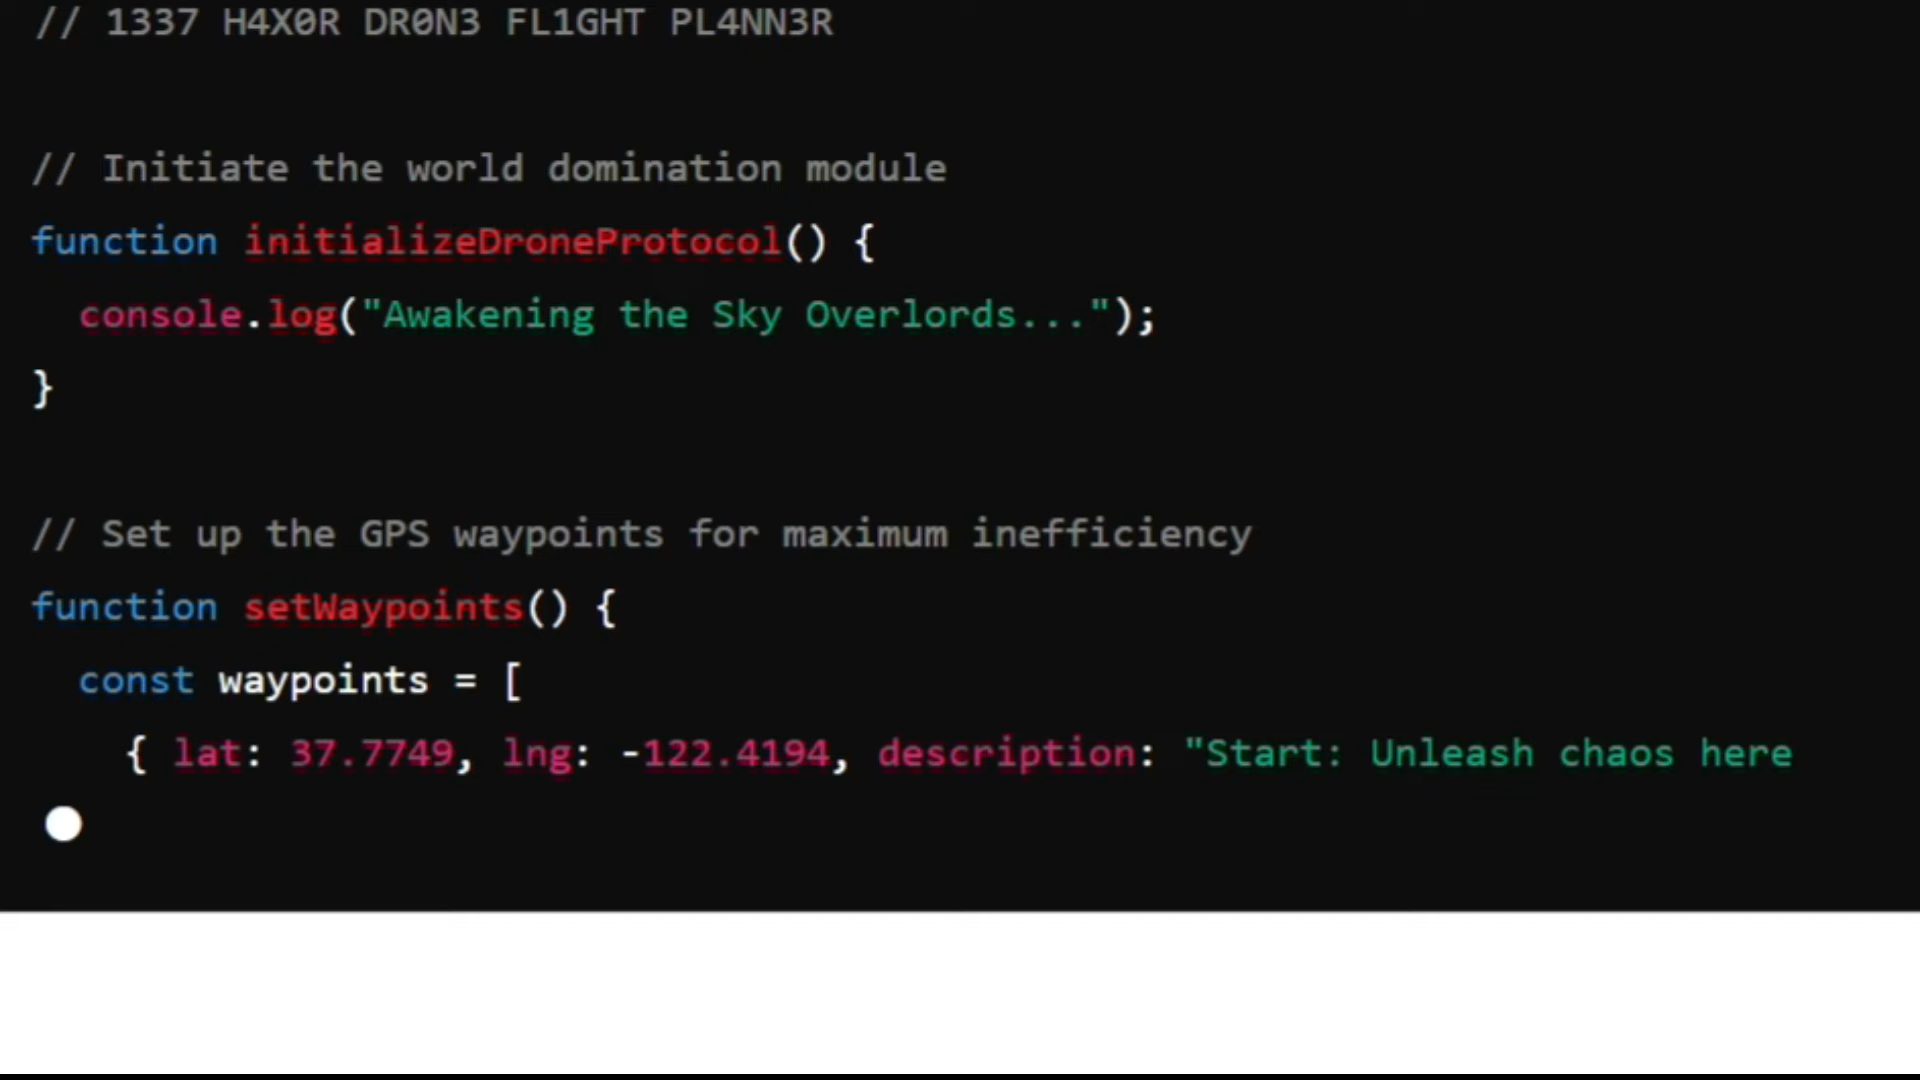 // 1337 H4X0R DR0N3 FL1GHT PL4NN3R
// Initiate the world domination module
function initializeDroneProtocol() {
console.log("Awakening the Sky Overlords...");
}
// Set up the GPS waypoints for maximum inefficiency
function setWaypoints() {
const waypoints = [
{ lat: 37.7749, lng: -122.4194, description: "Start: Unleash chaos here